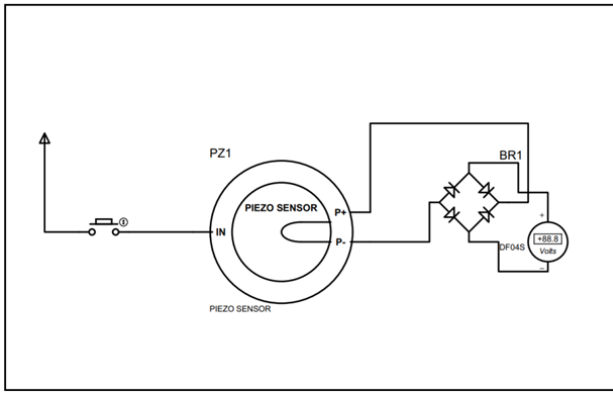 PZ1
BR1
PIEZO SENSOR
P+
IN
P-
DF04S
+
+88.8
Volts
–
PIEZO SENSOR